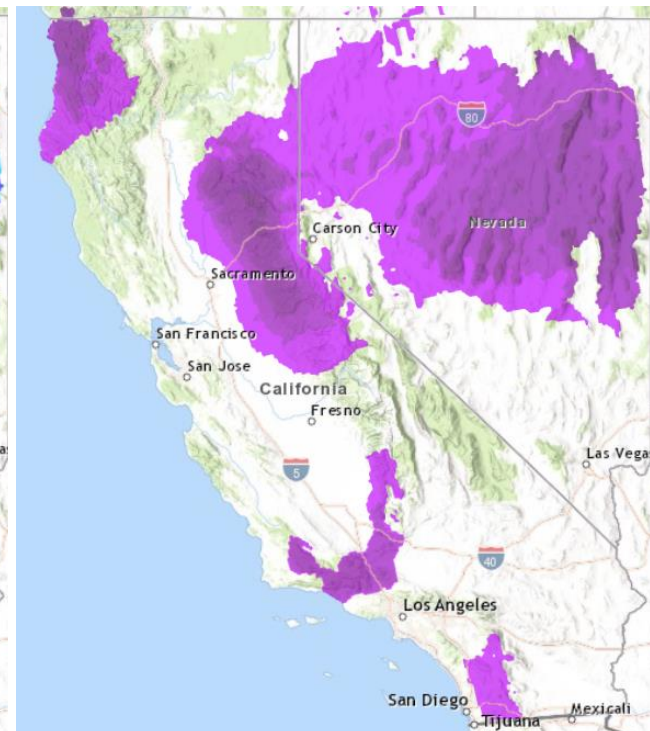 80
Nevada
Carson City
Sacramento
San Francisco
San Jose
California
Fresno
5
Las Vegas
40
Los Angeles
San Diego
Mexicali
Tijuana